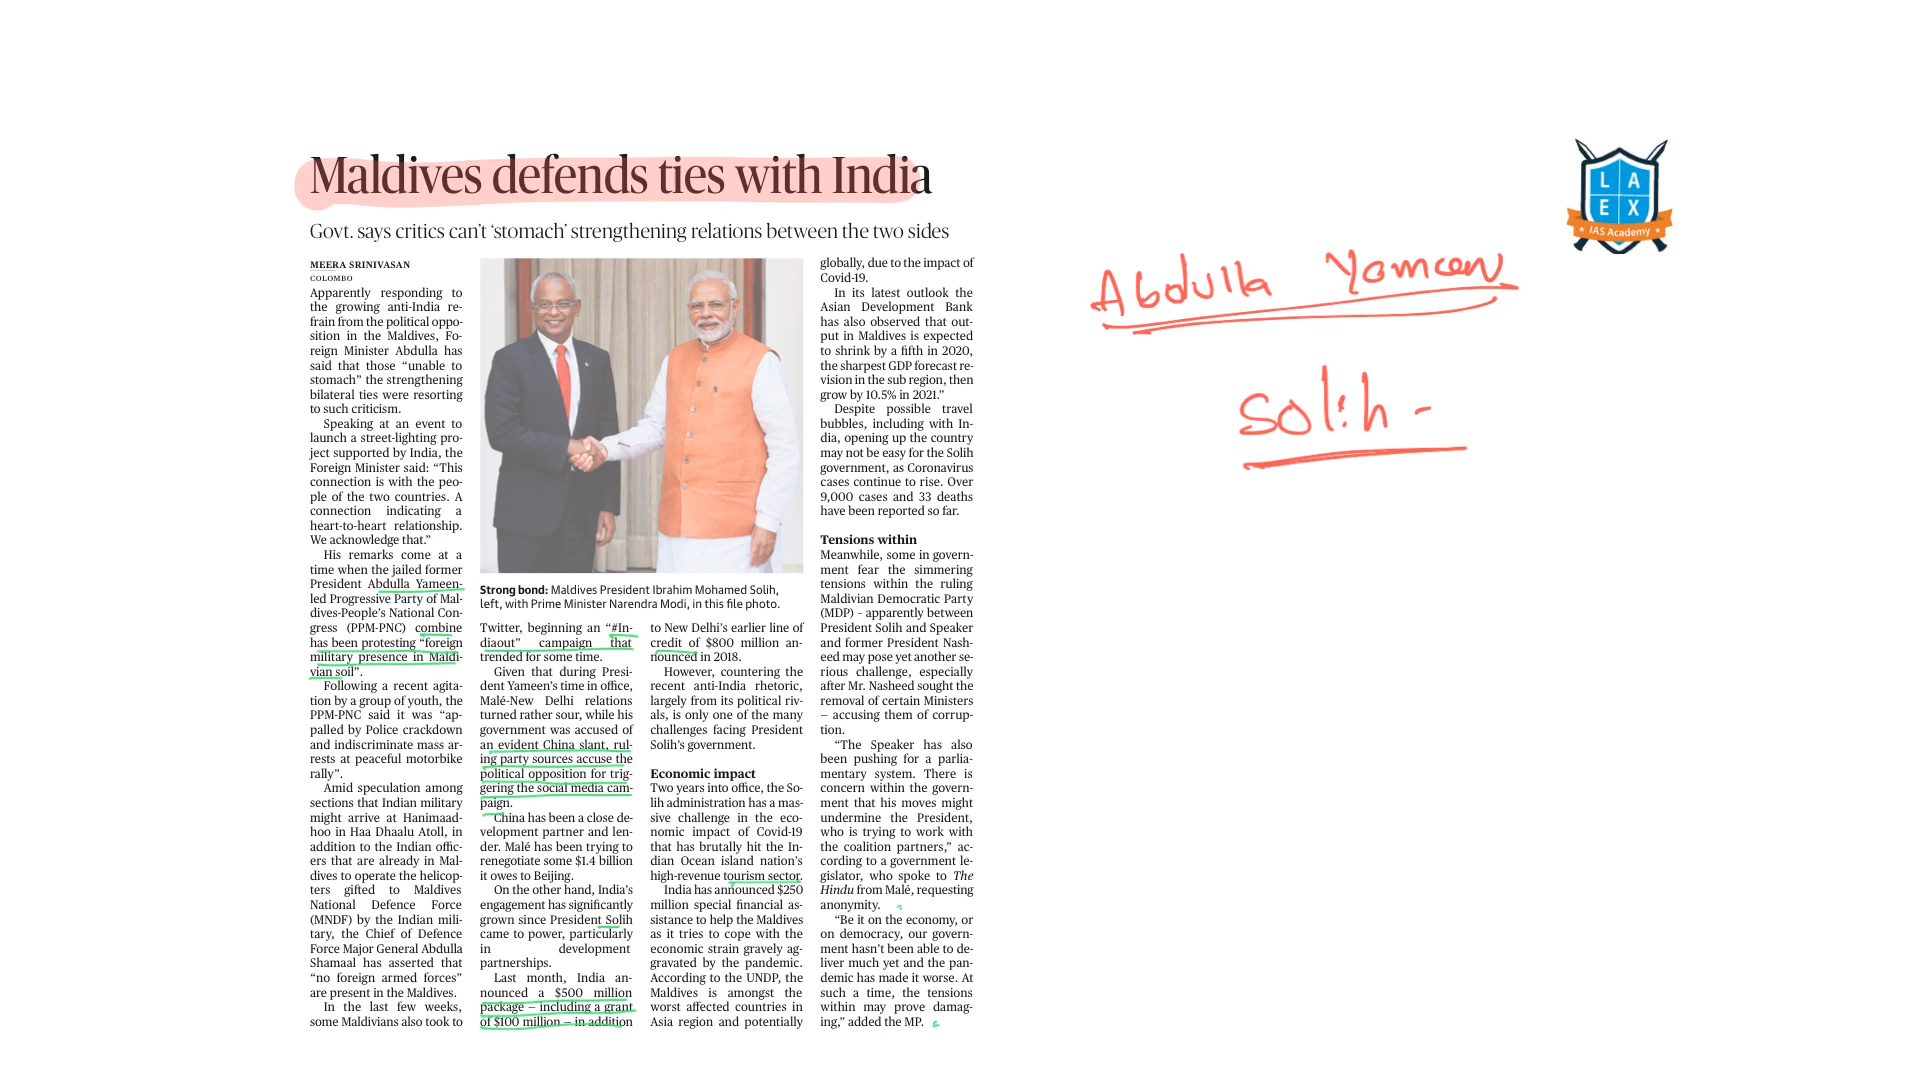 Maldives defends ties with India
Govt. says critics can't 'stomach' strengthening relations between the two sides
MEERA SRINIVASAN
COLOMBO
Apparently responding to
the growing anti-India re-
frain from the political oppo-
sition in the Maldives, Fo-
reign Minister Abdulla has
said that those “unable to
stomach” the strengthening
bilateral ties were resorting
to such criticism.
Speaking at an event to
launch a street-lighting pro-
ject supported by India, the
Foreign Minister said: “This
connection is with the peo-
ple of the two countries. A
connection indicating a
heart-to-heart relationship.
We acknowledge that.”
His remarks come at a
time when the jailed former
President Abdulla Yameen-
led Progressive Party of Mal-
dives-People's National Con-
gress (PPM-PNC) combine
has been protesting “foreign
military presence in Maldi-
vian soil”.
Following a recent agita-
tion by a group of youth, the
PPM-PNC said it was “ap-
palled by Police crackdown
and indiscriminate mass ar-
rests at peaceful motorbike
rally”.
Amid speculation among
sections that Indian military
might arrive at Hanimaad-
hoo in Haa Dhaalu Atoll, in
addition to the Indian offic-
ers that are already in Mal-
dives to operate the helicop-
ters gifted to Maldives
National Defence Force
(MNDF) by the Indian mili-
tary, the Chief of Defence
Force Major General Abdulla
Shamaal has asserted that
“no foreign armed forces”
are present in the Maldives.
In the last few weeks,
some Maldivians also took to
Strong bond: Maldives President Ibrahim Mohamed Solih,
left, with Prime Minister Narendra Modi, in this file photo.
Twitter, beginning an “#In-
diaout” campaign that
trended for some time.
Given that during Presi-
dent Yameen's time in office,
Malé-New Delhi relations
turned rather sour, while his
government was accused of
an evident China slant, rul-
ing party sources accuse the
political opposition for trig-
gering the social media cam-
paign.
China has been a close de-
velopment partner and len-
der. Malé has been trying to
renegotiate some $1.4 billion
it owes to Beijing.
On the other hand, India's
engagement has significantly
grown since President Solih
came to power, particularly
in development
partnerships.
Last month, India an-
nounced a $500 million
package – including a grant
of $100 million – in addition
to New Delhi's earlier line of
credit of $800 million an-
nounced in 2018.
However, countering the
recent anti-India rhetoric,
largely from its political riv-
als, is only one of the many
challenges facing President
Solih's government.
Economic impact
Two years into office, the So-
lih administration has a mas-
sive challenge in the eco-
nomic impact of Covid-19
that has brutally hit the In-
dian Ocean island nation's
high-revenue tourism sector.
India has announced $250
million special financial as-
sistance to help the Maldives
as it tries to cope with the
economic strain gravely ag-
gravated by the pandemic.
According to the UNDP, the
Maldives is amongst the
worst affected countries in
Asia region and potentially
globally, due to the impact of
Covid-19.
In its latest outlook the
Asian Development Bank
has also observed that out-
put in Maldives is expected
to shrink by a fifth in 2020,
the sharpest GDP forecast re-
vision in the sub region, then
grow by 10.5% in 2021.”
Despite possible travel
bubbles, including with In-
dia, opening up the country
may not be easy for the Solih
government, as Coronavirus
cases continue to rise. Over
9,000 cases and 33 deaths
have been reported so far.
Tensions within
Meanwhile, some in govern-
ment fear the simmering
tensions within the ruling
Maldivian Democratic Party
(MDP) – apparently between
President Solih and Speaker
and former President Nash-
eed may pose yet another se-
rious challenge, especially
after Mr. Nasheed sought the
removal of certain Ministers
– accusing them of corrup-
tion.
“The Speaker has also
been pushing for a parlia-
mentary system. There is
concern within the govern-
ment that his moves might
undermine the President,
who is trying to work with
the coalition partners,” ac-
cording to a government le-
gislator, who spoke to The
Hindu from Malé, requesting
anonymity.
“Be it on the economy, or
on democracy, our govern-
ment hasn't been able to de-
liver much yet and the pan-
demic has made it worse. At
such a time, the tensions
within may prove damag-
ing,” added the MP.
Abdulla Yameen
Solih -
L A
E X
IAS Academy